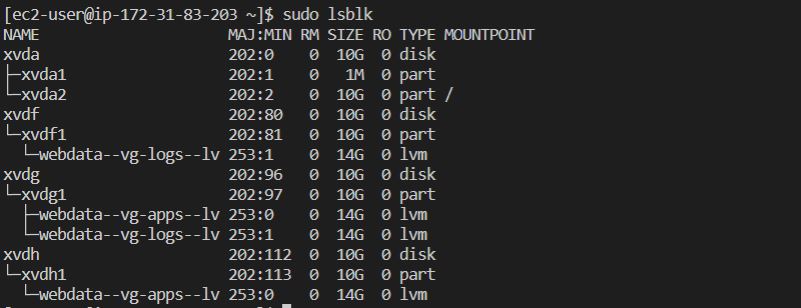 [ec2-user@ip-172-31-83-203 ~]$ sudo lsblk
NAME                    MAJ:MIN RM SIZE RO TYPE MOUNTPOINT
xvda                    202:0    0  10G  0 disk
├─xvda1                 202:1    0   1M  0 part
└─xvda2                 202:2    0  10G  0 part /
xvdf                    202:80   0  10G  0 disk
└─xvdf1                 202:81   0  10G  0 part
  └─webdata--vg-logs--lv 253:1    0  14G  0 lvm
xvdg                    202:96   0  10G  0 disk
└─xvdg1                 202:97   0  10G  0 part
  ├─webdata--vg-apps--lv 253:0    0  14G  0 lvm
  └─webdata--vg-logs--lv 253:1    0  14G  0 lvm
xvdh                    202:112  0  10G  0 disk
└─xvdh1                 202:113  0  10G  0 part
  └─webdata--vg-apps--lv 253:0    0  14G  0 lvm